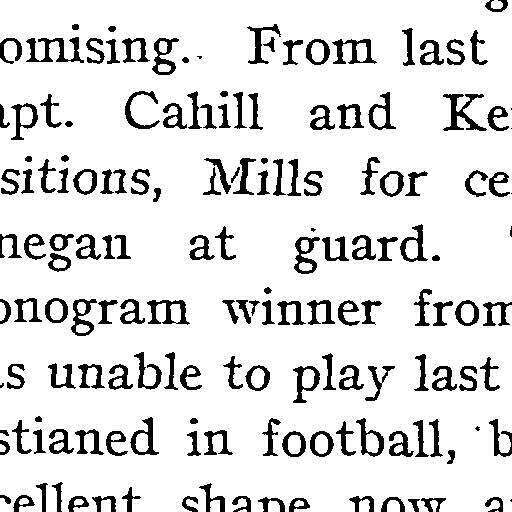 omising. From last
apt. Cahill and Ke
sitions, Mills for ce
negan at guard.
onogram winner from
s unable to play last
stianed in football, b
cellent shape now a